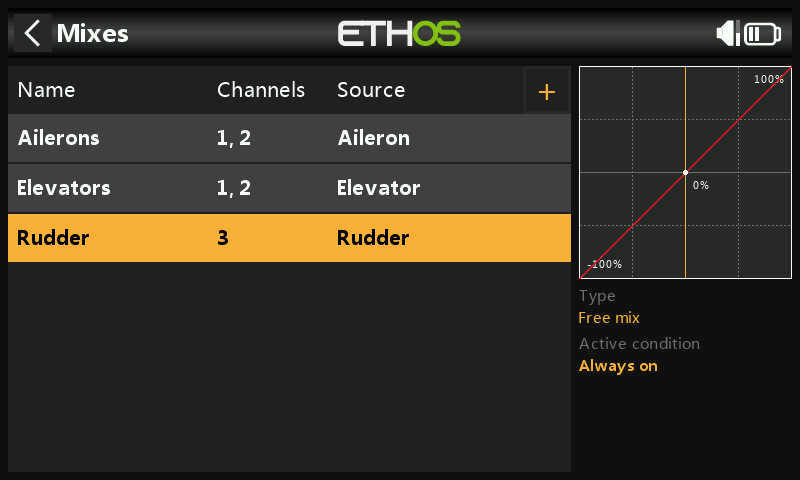 Mixes
ETHOS
Name Channels Source +
Ailerons 1, 2 Aileron
Elevators 1, 2 Elevator
Rudder 3 Rudder
100%
0%
-100%
Type
Free mix
Active condition
Always on